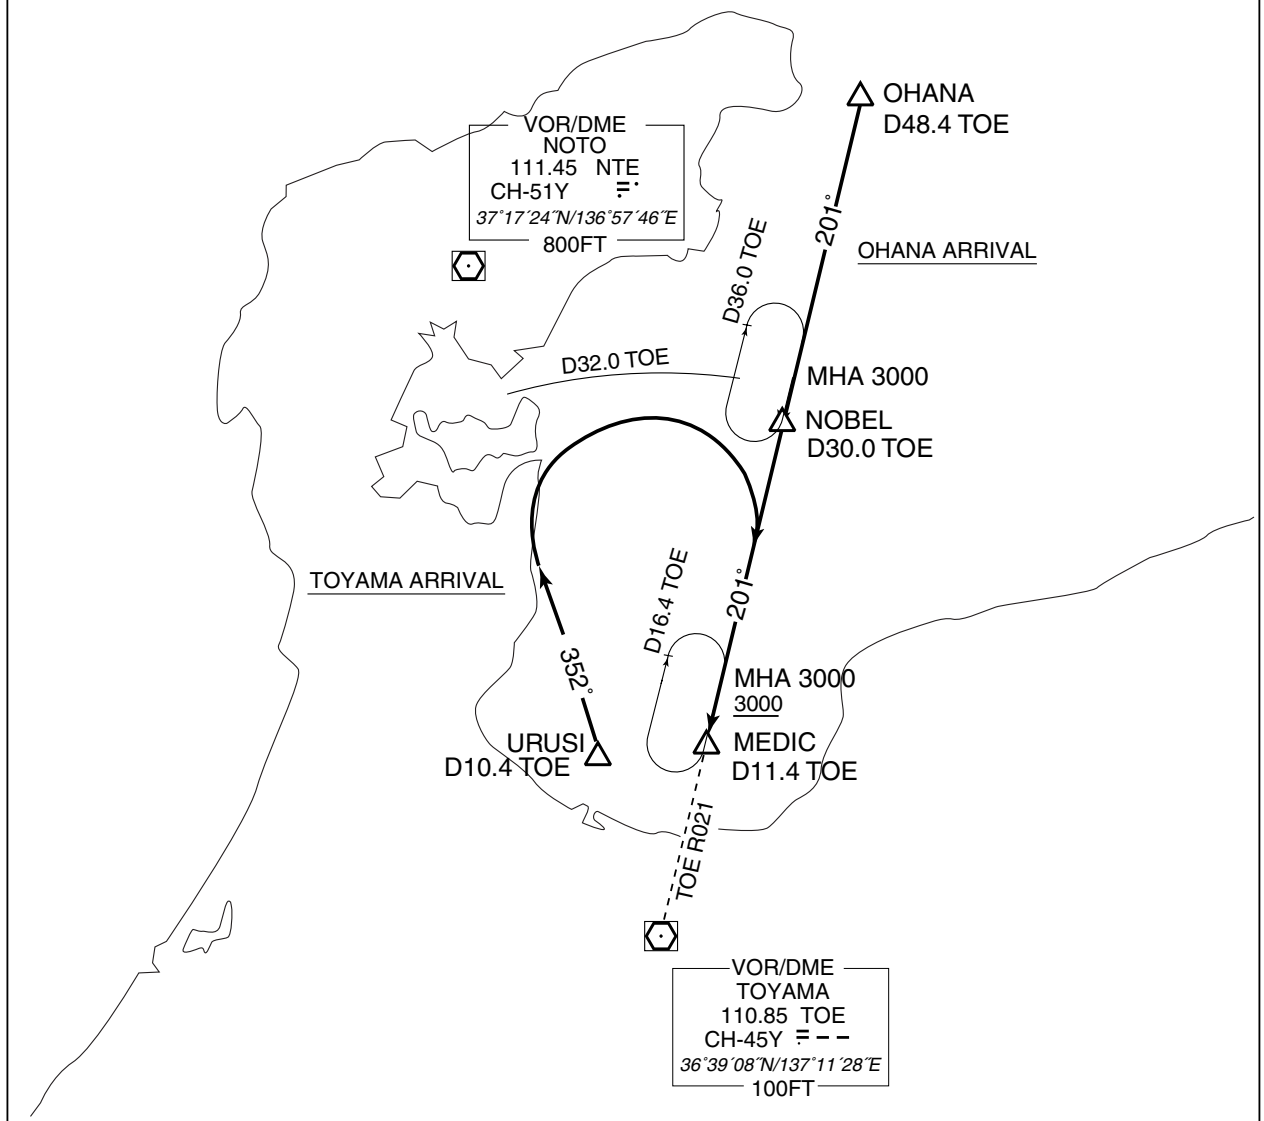 OHANA
D48.4 TOE
VOR/DME
NOTO
111.45 NTE
CH-51Y
37°17´24˝N/136°57´46˝E
800FT
201°
OHANA ARRIVAL
D36.0 TOE
D32.0 TOE
MHA 3000
NOBEL
D30.0 TOE
TOYAMA ARRIVAL
D16.4 TOE
201°
352°
MHA 3000
3000
URUSI
D10.4 TOE
MEDIC
D11.4 TOE
TOE R021
VOR/DME
TOYAMA
110.85 TOE
CH-45Y
36°39´08˝N/137°11´28˝E
100FT